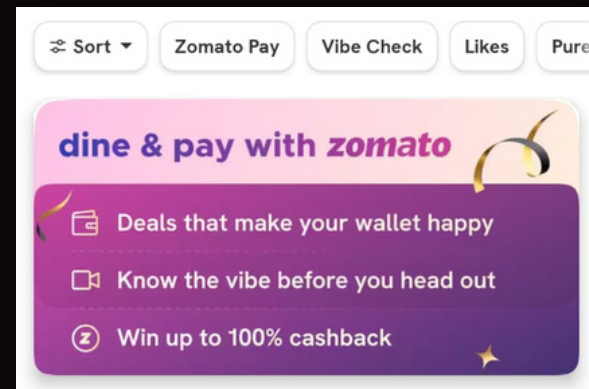 Sort
Zomato Pay
Vibe Check
Likes
Pure
dine & pay with zomato
Deals that make your wallet happy
Know the vibe before you head out
Win up to 100% cashback